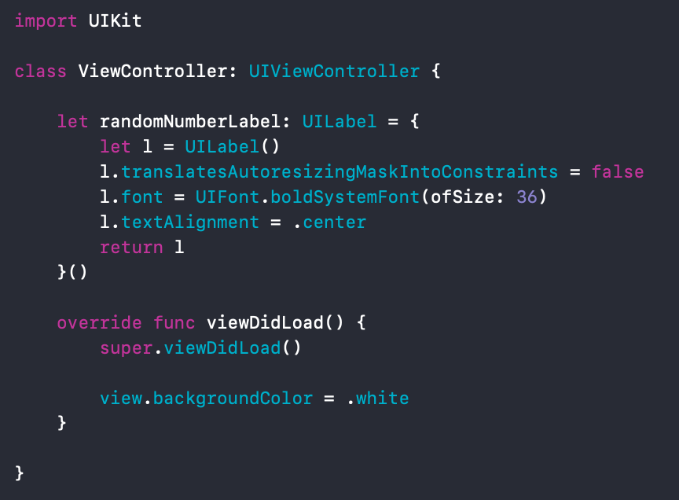 import UIKit
class ViewController: UIViewController {
let randomNumberLabel: UILabel = {
let l = UILabel()
l.translatesAutoresizingMaskIntoConstraints = false
l.font = UIFont.boldSystemFont(ofSize: 36)
l.textAlignment = .center
return l
}()
override func viewDidLoad() {
super.viewDidLoad()
view.backgroundColor = .white
}
}